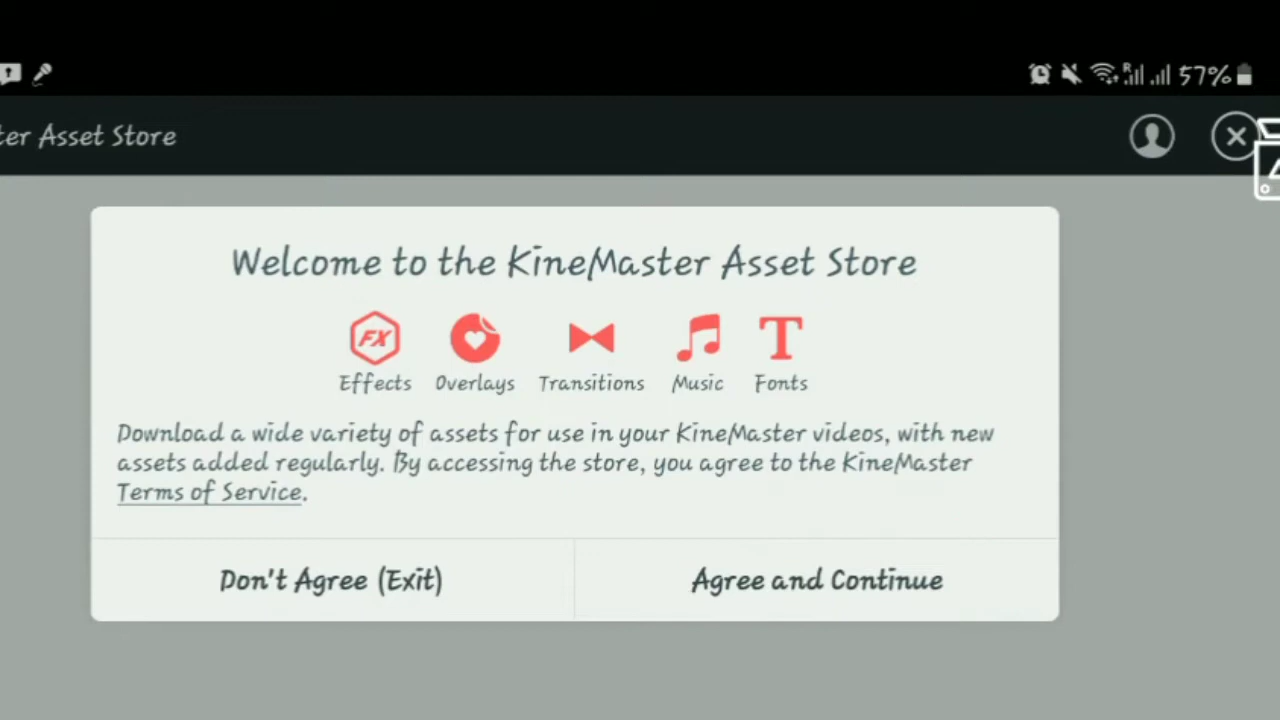 57%
ter Asset Store
Welcome to the KineMaster Asset Store
FX
Effects Overlays Transitions Music Fonts
Download a wide variety of assets for use in your KineMaster videos, with new
assets added regularly. By accessing the store, you agree to the KineMaster
Terms of Service.
Don't Agree (Exit) Agree and Continue